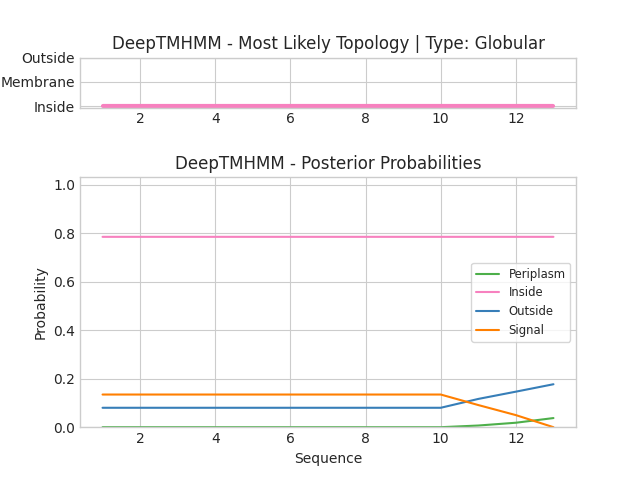 DeepTMHMM - Most Likely Topology | Type: Globular
Outside
Membrane
Inside
2 4 6 8 10 12
DeepTMHMM - Posterior Probabilities
1.0
0.8
0.6
0.4
0.2
0.0
Probability
Periplasm
Inside
Outside
Signal
2 4 6 8 10 12
Sequence